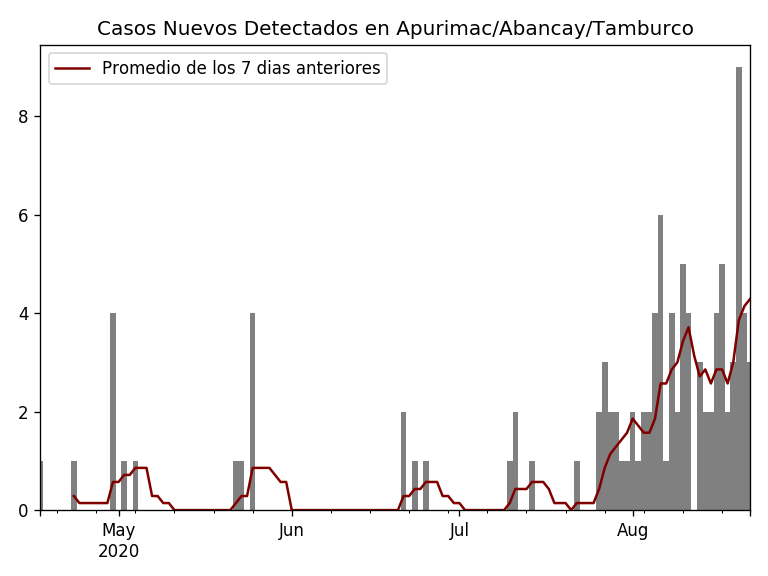 Casos Nuevos Detectados en Apurimac/Abancay/Tamburco
Promedio de los 7 dias anteriores
8
6
4
2
0
May Jun Jul Aug
2020